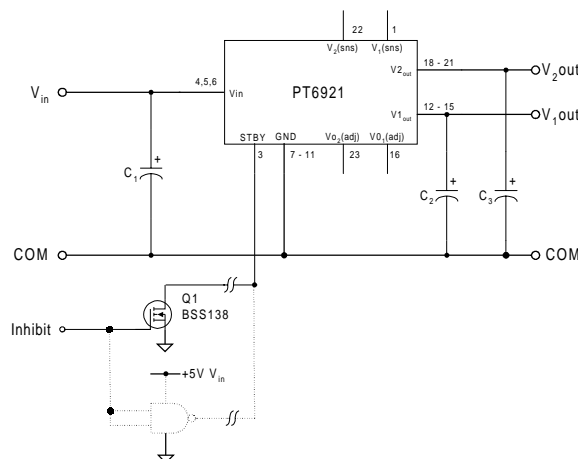 22 1
V2(sns) V1(sns)
4,5,6 Vin PT6921 V2out 18 - 21
Vin V2out
V1out 12 - 15
V1out
STBY GND Vo2(adj) V01(adj)
3 7 - 11 23 16
+ + +
C1 C2 C3
COM COM
Q1
BSS138
Inhibit
+5V Vin